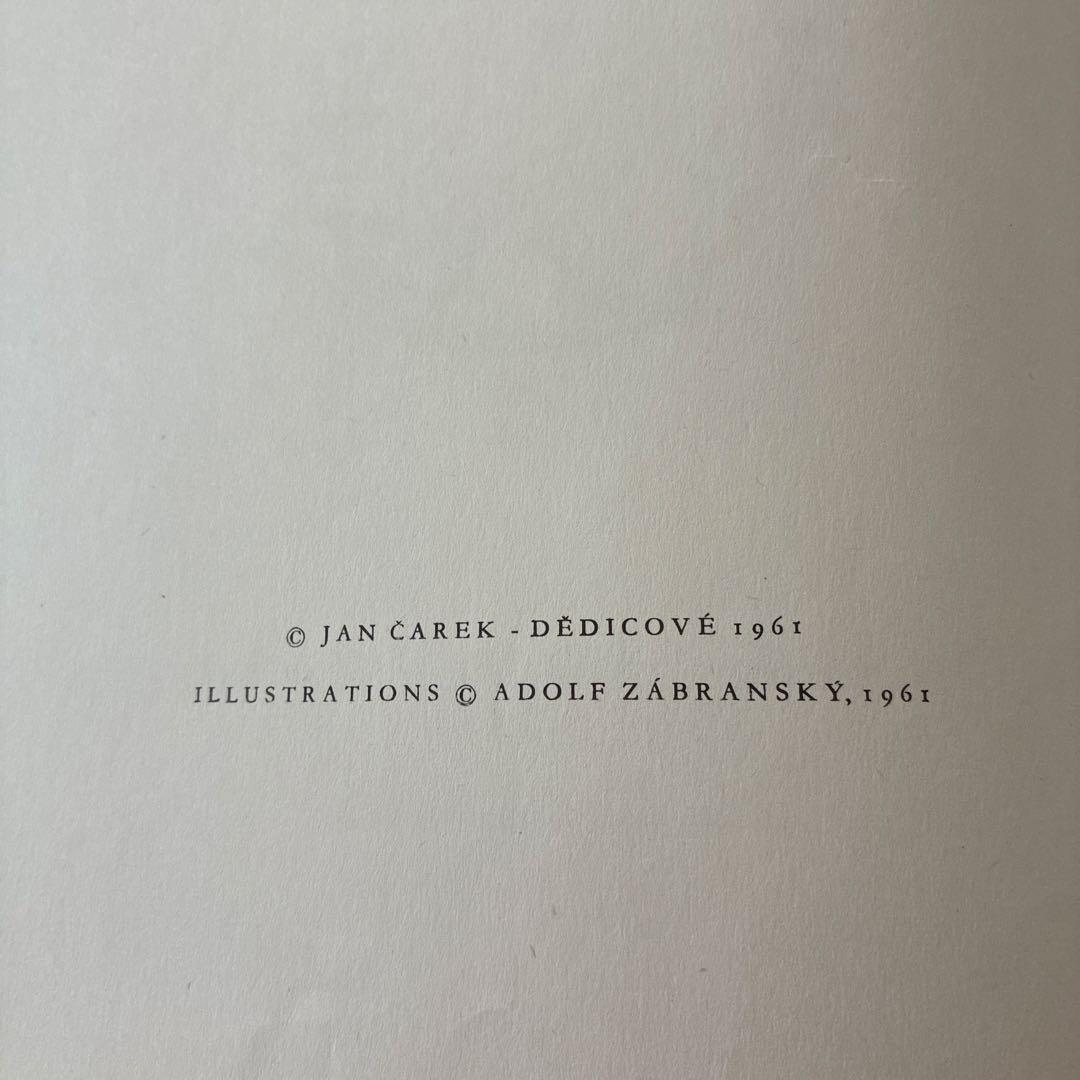 © JAN ČAREK - DĚDICOVÉ 1961
ILLUSTRATIONS © ADOLF ZÁBRANSKÝ, 1961